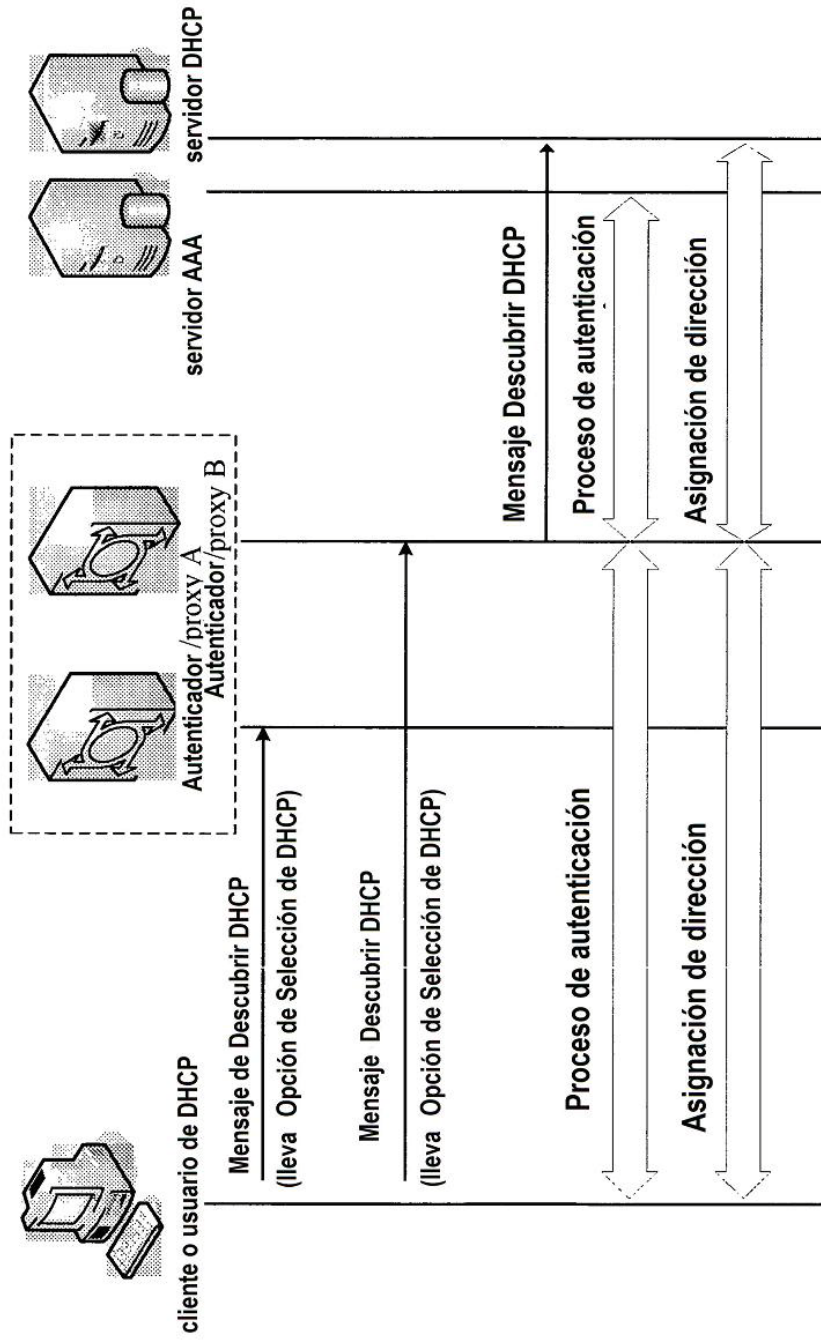 cliente o usuario de DHCP
Autenticador /proxy A
Autenticador/proxy B
servidor AAA
servidor DHCP
Mensaje de Descubrir DHCP
(lleva Opción de Selección de DHCP)
Mensaje Descubrir DHCP
(lleva Opción de Selección de DHCP)
Mensaje Descubrir DHCP
Proceso de autenticación
Proceso de autenticación
Asignación de dirección
Asignación de dirección